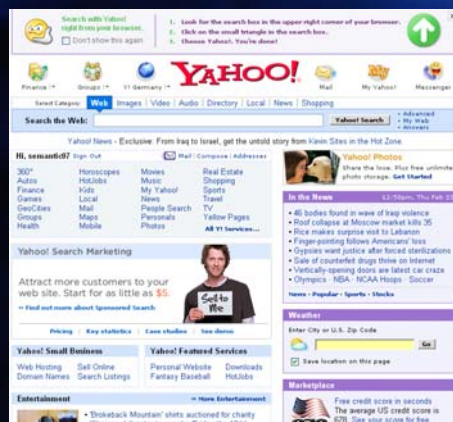 Search with Yahoo!
right from your browser.
Don't show this again
1. Look for the search box in the upper right corner of your browser.
2. Click on the small triangle in the search box.
3. Choose Yahoo!. You're done!
Finance
Groups
Y! Germany
YAHOO!
Mail
My Yahoo!
Messenger
Select Category: Web Images Video Audio Directory Local News Shopping
Search the Web:
Yahoo! Search
Advanced
My Web
Answers
Yahoo! News - Exclusive: From Iraq to Israel, get the untold story from Kevin Sites in the Hot Zone.
Hi, semantic97 Sign Out
Mail Compose Addresses
360° Horoscopes Movies Real Estate
Autos HotJobs Music Shopping
Finance Kids My Yahoo! Sports
Games Local News Travel
GeoCities Mail People Search TV
Groups Maps Personals Yellow Pages
Health Mobile Photos All Y! Services...
Yahoo! Photos
Share the love. Plus free unlimited
photo storage. Get Started
In the News
12:50pm, Thu Feb 23
• 46 bodies found in wave of Iraq violence
• Roof collapse at Moscow market kills 35
• Rice makes surprise visit to Lebanon
• Finger-pointing follows Americans' loss
• Gypsies want justice after forced sterilizations
• Sale of counterfeit drugs thrive on Internet
• Vertically-opening doors are latest car craze
• Olympics · NBA · NCAA Hoops · Soccer
News - Popular - Sports - Stocks
Yahoo! Search Marketing
Attract more customers to your
web site. Start for as little as $5.
Find out more about Sponsored Search
Sell to
Me
Pricing Key statistics Case studies See demo
Weather
Enter City or U.S. Zip Code
Go
Save location on this page
Yahoo! Small Business
Web Hosting Sell Online
Domain Names Search Listings
Yahoo! Featured Services
Personal Website Downloads
Fantasy Baseball HotJobs
Marketplace
Free credit score in seconds
The average US credit score is
678. See your score for free.
Entertainment
More Entertainment
• 'Brokeback Mountain' shirts auctioned for charity